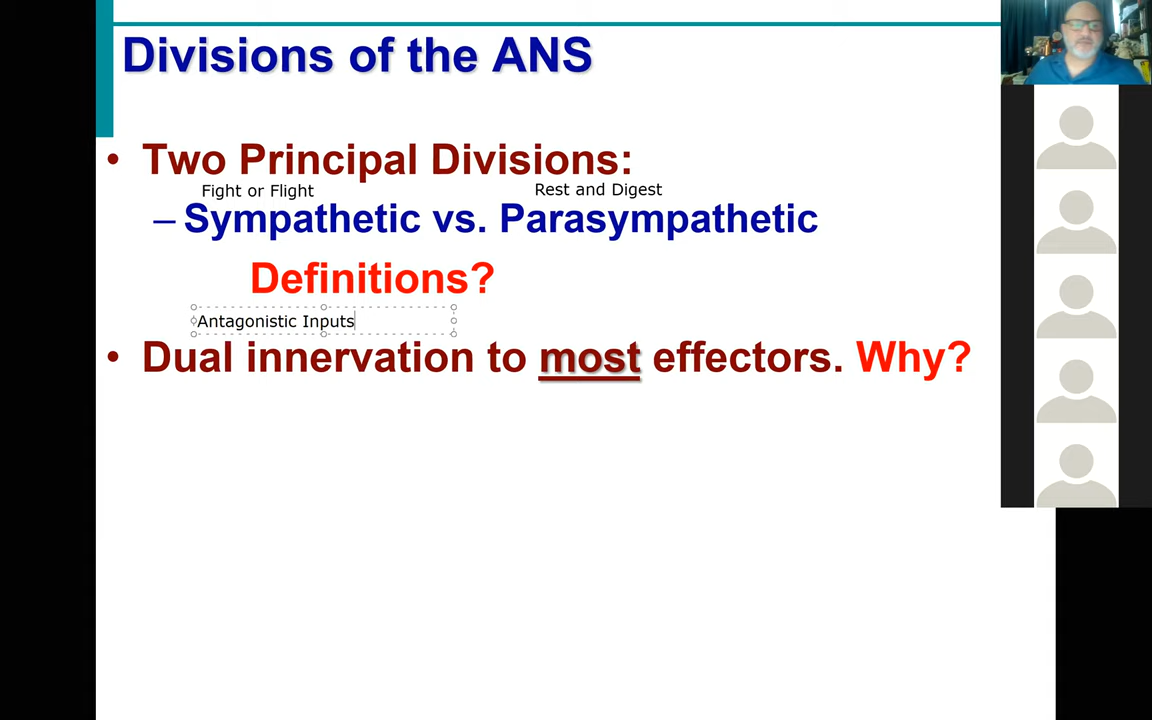 Divisions of the ANS
• Two Principal Divisions:
Fight or Flight Rest and Digest
– Sympathetic vs. Parasympathetic
Definitions?
Antagonistic Inputs
• Dual innervation to most effectors. Why?